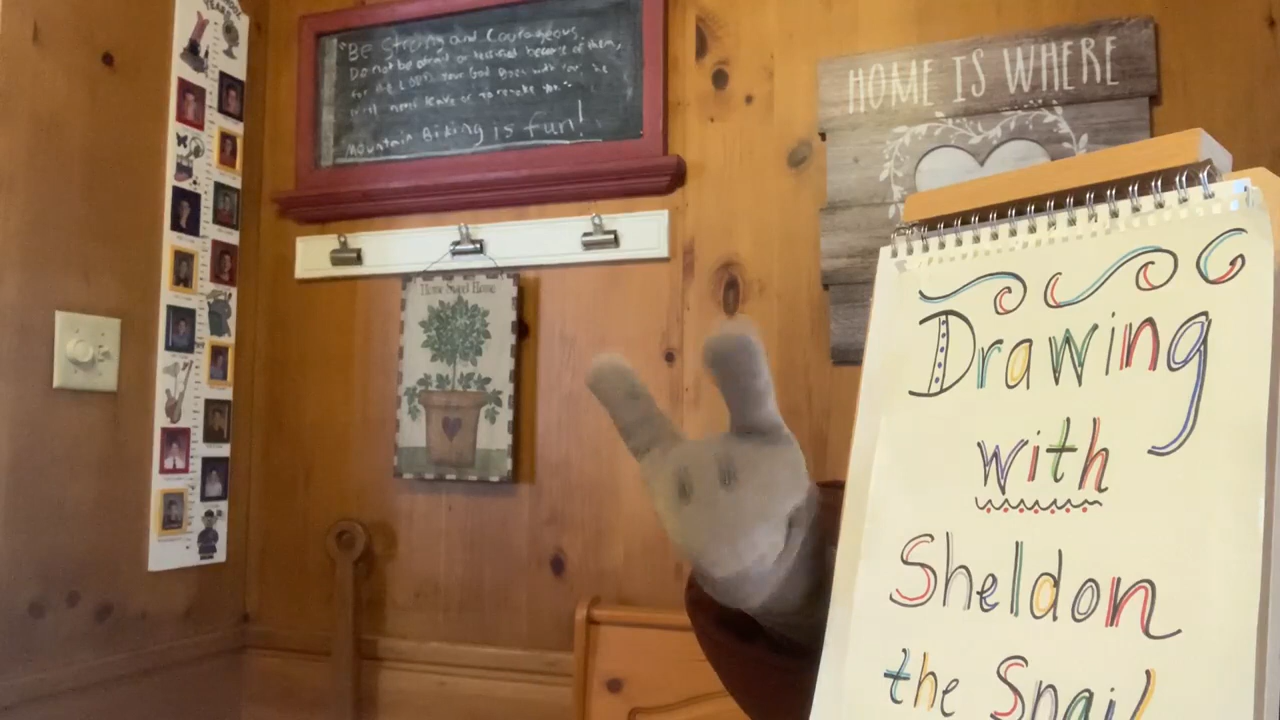 "Be Strong and Courageous.
Do not be afraid or terrified because of them,
for the LORD your God goes with you he
will never leave or
Mountain Biking is fun!
HOME IS WHERE
Home Sweet Home
Drawing
with
Sheldon
the Snail